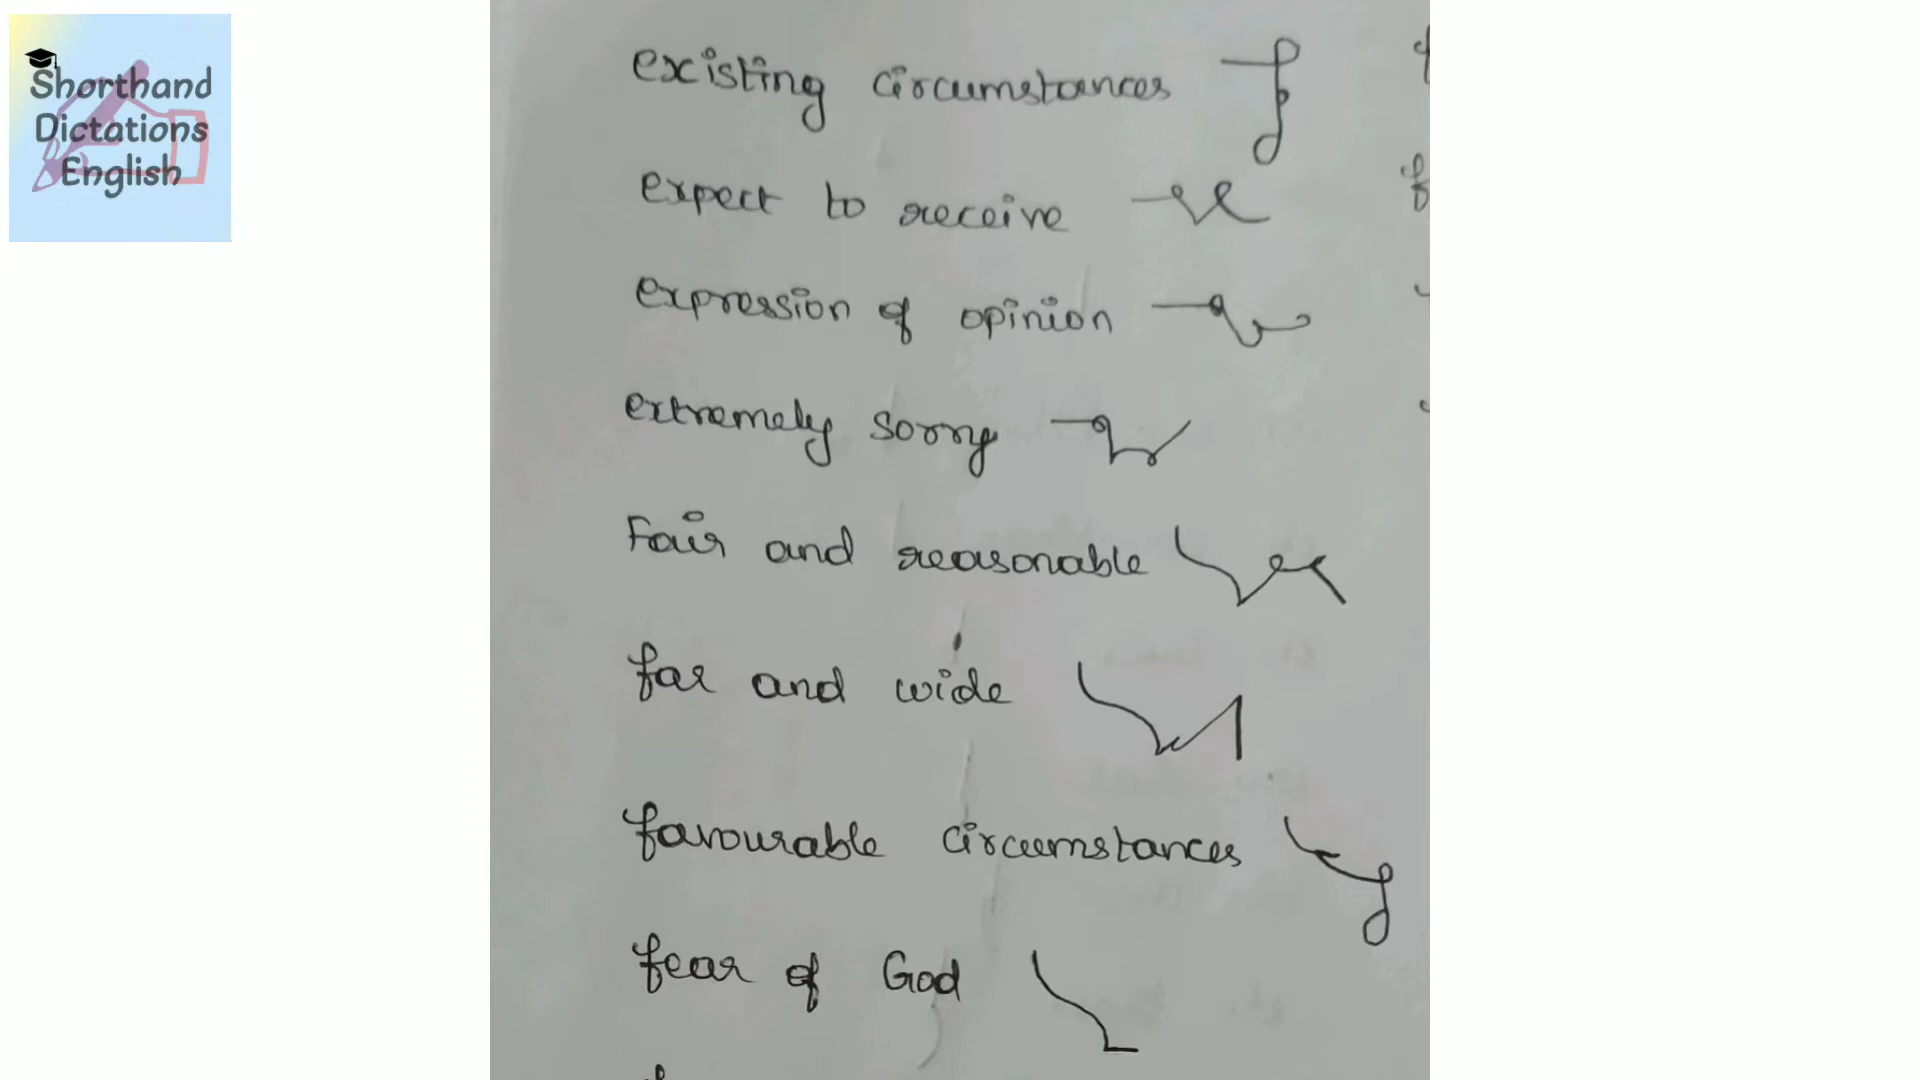 Shorthand
Dictations
English
existing circumstances
expect to receive
expression of opinion
extremely sorry
Fair and reasonable
far and wide
favourable circumstances
fear of God